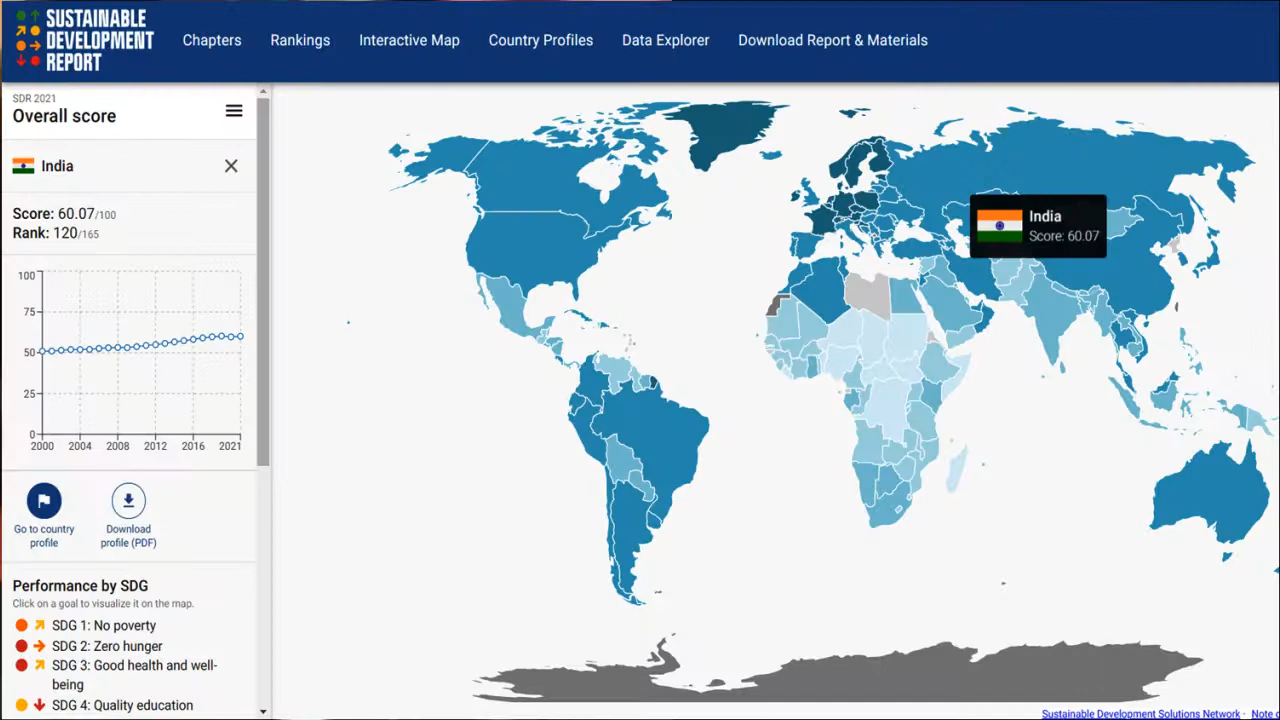 SUSTAINABLE
DEVELOPMENT
REPORT
Chapters
Rankings
Interactive Map
Country Profiles
Data Explorer
Download Report & Materials
SDR 2021
Overall score
India
Score: 60.07/100
Rank: 120/165
100
75
50
25
0
2000 2004 2008 2012 2016 2021
Go to country
profile
Download
profile (PDF)
Performance by SDG
Click on a goal to visualize it on the map.
SDG 1: No poverty
SDG 2: Zero hunger
SDG 3: Good health and well-
being
SDG 4: Quality education
India
Score: 60.07
Sustainable Development Solutions Network · Note